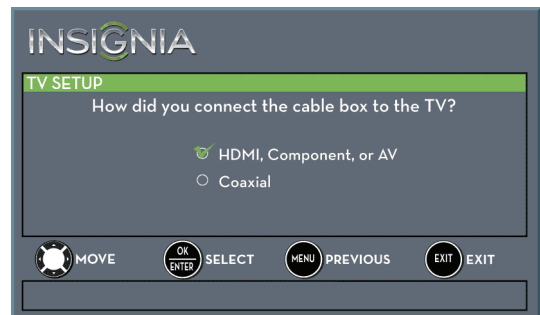 INSIGNIA
TV SETUP
How did you connect the cable box to the TV?
HDMI, Component, or AV
Coaxial
MOVE OK ENTER SELECT MENU PREVIOUS EXIT EXIT